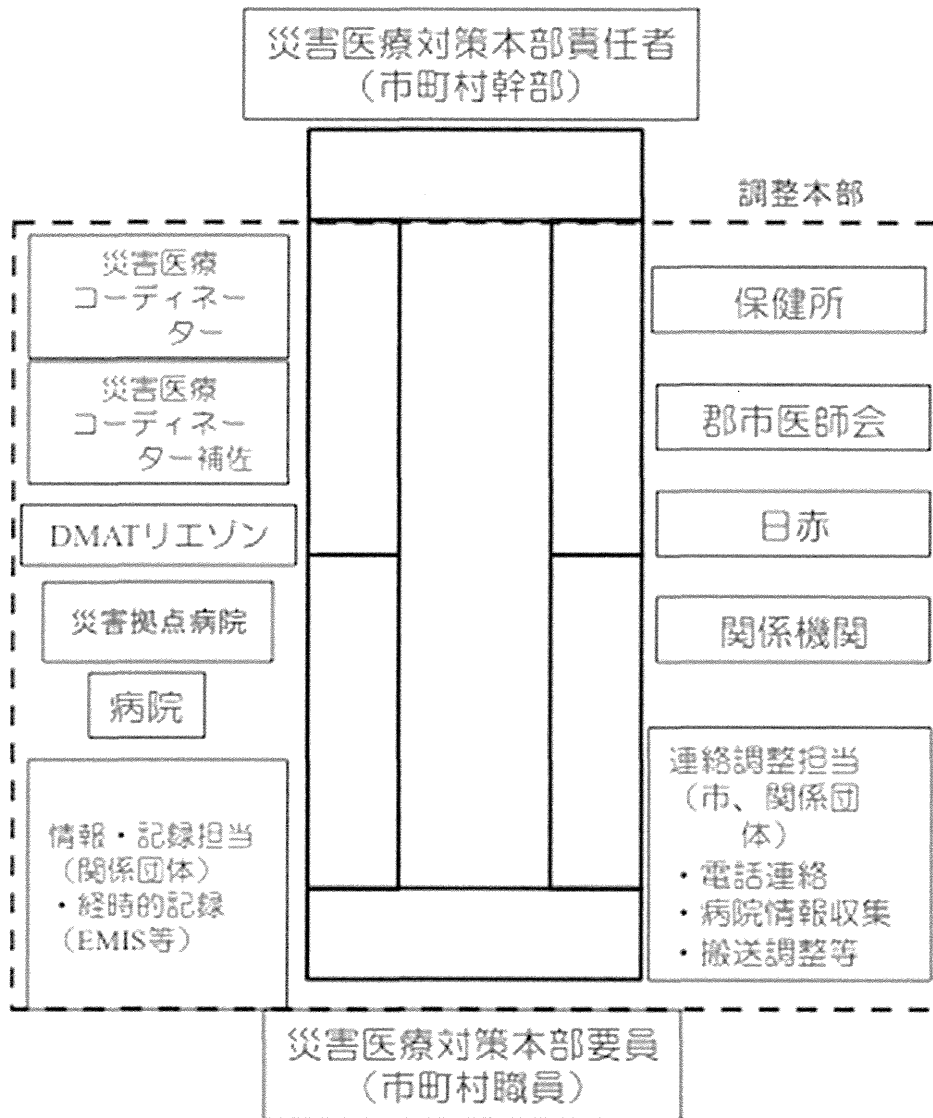 災害医療対策本部責任者
（市町村幹部）
調整本部
災害医療
コーディネー
ター
災害医療
コーディネー
ター補佐
DMATリエゾン
災害拠点病院
病院
情報・記録担当
（関係団体）
・経時的記録
（EMIS等）
保健所
郡市医師会
日赤
関係機関
連絡調整担当
（市、関係団
体）
・電話連絡
・病院情報収集
・搬送調整等
災害医療対策本部要員
（市町村職員）